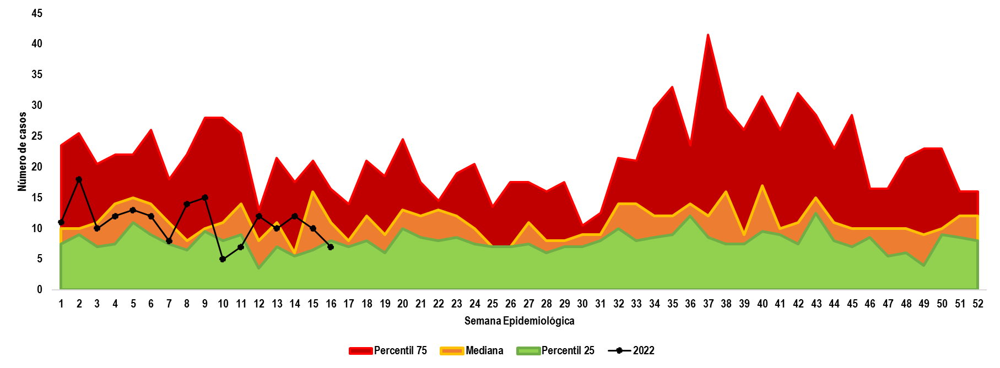 45
40
35
30
25
20
15
10
5
0
Número de casos
1 2 3 4 5 6 7 8 9 10 11 12 13 14 15 16 17 18 19 20 21 22 23 24 25 26 27 28 29 30 31 32 33 34 35 36 37 38 39 40 41 42 43 44 45 46 47 48 49 50 51 52
Semana Epidemiológica
Percentil 75 Mediana Percentil 25 2022